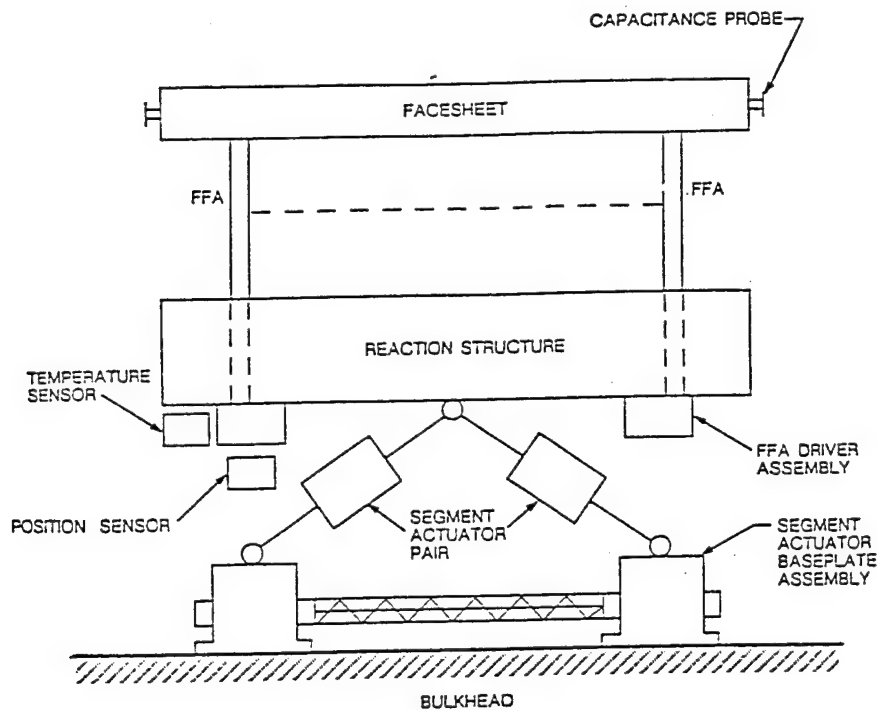 CAPACITANCE PROBE
FACESHEET
FFA
FFA
REACTION STRUCTURE
TEMPERATURE
SENSOR
FFA DRIVER
ASSEMBLY
POSITION SENSOR
SEGMENT
ACTUATOR
PAIR
SEGMENT
ACTUATOR
BASEPLATE
ASSEMBLY
BULKHEAD